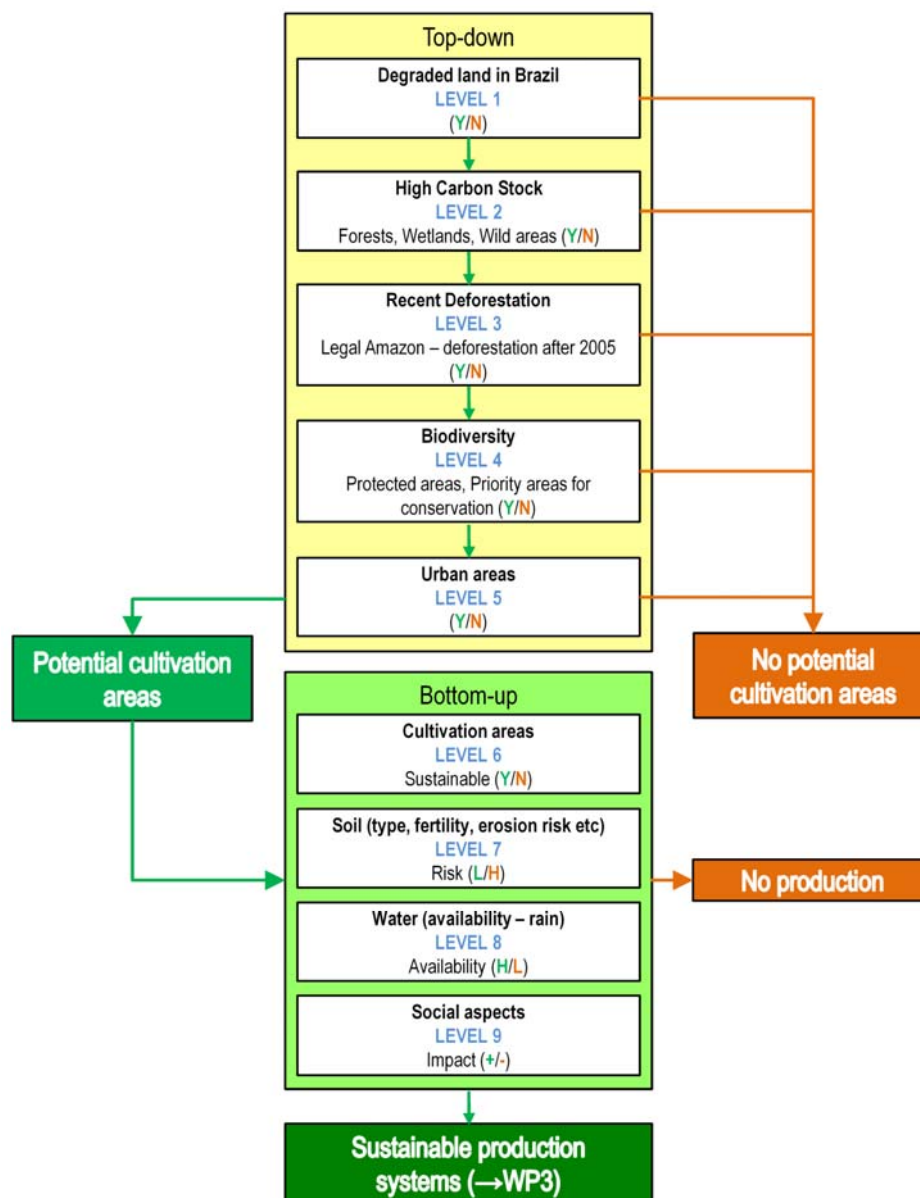 Top-down
Degraded land in Brazil
LEVEL 1
(Y/N)
High Carbon Stock
LEVEL 2
Forests, Wetlands, Wild areas (Y/N)
Recent Deforestation
LEVEL 3
Legal Amazon – deforestation after 2005
(Y/N)
Biodiversity
LEVEL 4
Protected areas, Priority areas for
conservation (Y/N)
Urban areas
LEVEL 5
(Y/N)
Potential cultivation
areas
No potential
cultivation areas
Bottom-up
Cultivation areas
LEVEL 6
Sustainable (Y/N)
Soil (type, fertility, erosion risk etc)
LEVEL 7
Risk (L/H)
No production
Water (availability – rain)
LEVEL 8
Availability (H/L)
Social aspects
LEVEL 9
Impact (+/-)
Sustainable production
systems (→WP3)